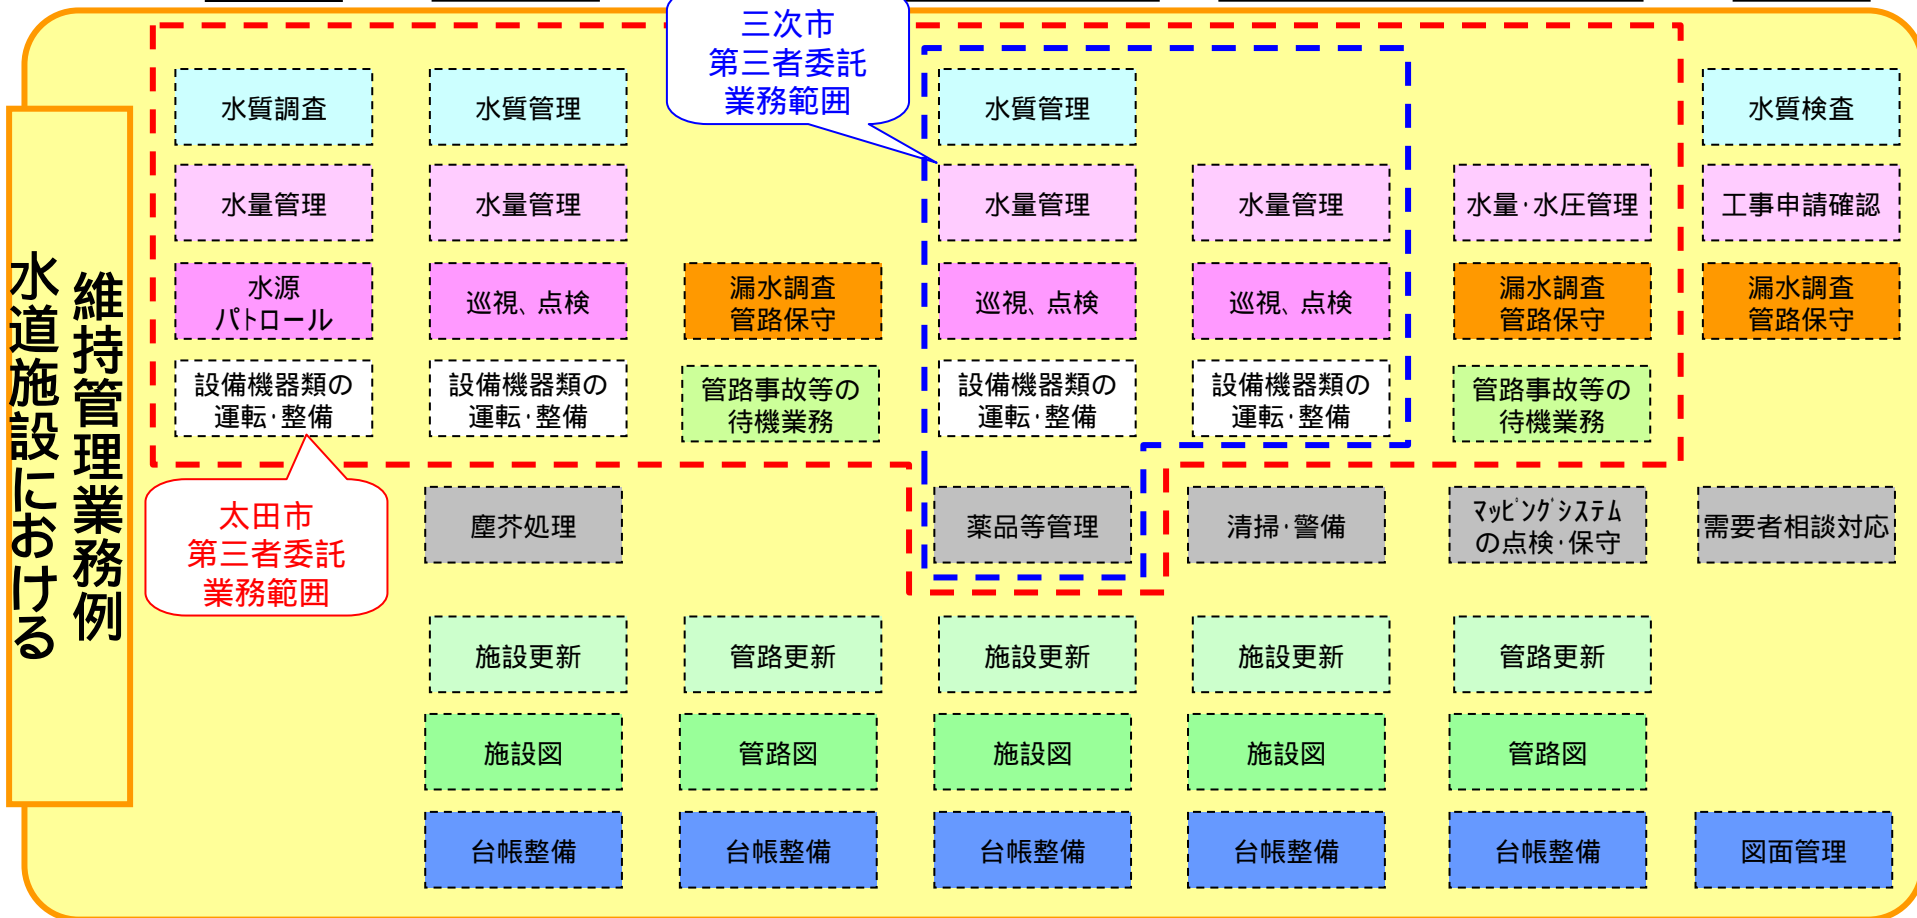 水道施設における
維持管理業務例
三次市
第三者委託
業務範囲
水質調査
水質管理
水質管理
水質検査
水量管理
水量管理
水量管理
水量管理
水量・水圧管理
工事申請確認
水源
パトロール
巡視、点検
漏水調査
管路保守
巡視、点検
巡視、点検
漏水調査
管路保守
漏水調査
管路保守
設備機器類の
運転・整備
設備機器類の
運転・整備
管路事故等の
待機業務
設備機器類の
運転・整備
設備機器類の
運転・整備
管路事故等の
待機業務
太田市
第三者委託
業務範囲
塵芥処理
薬品等管理
清掃・警備
ﾏｯﾋﾟﾝｸﾞｼｽﾃﾑ
の点検・保守
需要者相談対応
施設更新
管路更新
施設更新
施設更新
管路更新
施設図
管路図
施設図
施設図
管路図
台帳整備
台帳整備
台帳整備
台帳整備
台帳整備
図面管理